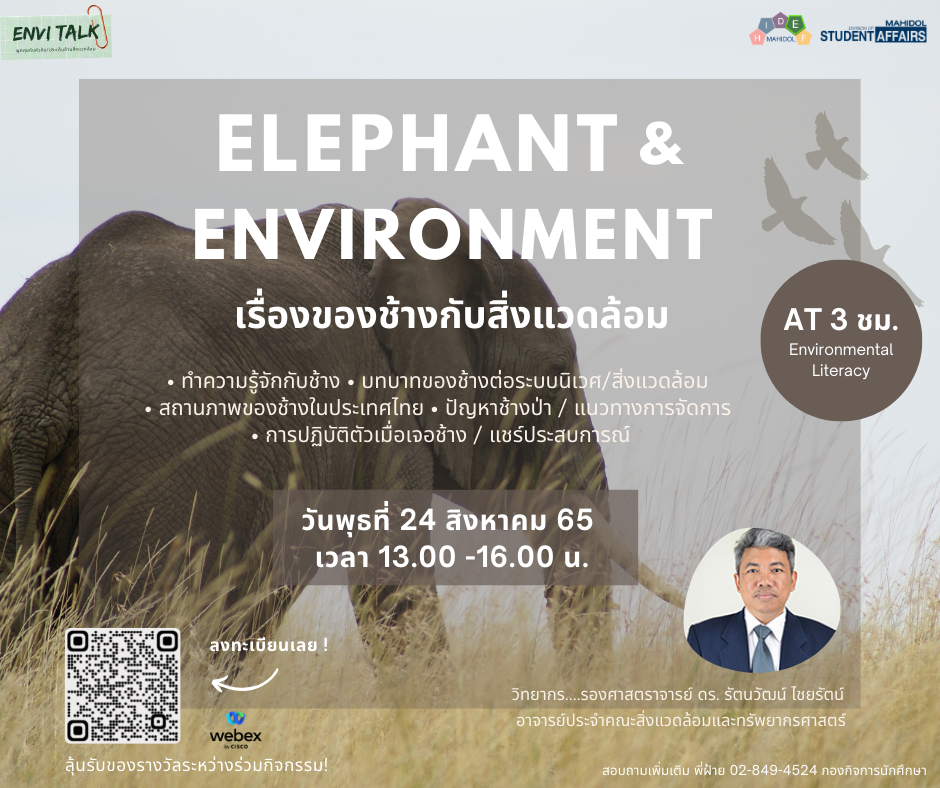 ENVI TALK
H I D E F
MAHIDOL
MAHIDOL
DIVISION OF
STUDENT AFFAIRS
ELEPHANT &
ENVIRONMENT
เรื่องของช้างกับสิ่งแวดล้อม
AT 3 ชม.
Environmental
Literacy
• ทำความรู้จักกับช้าง • บทบาทของช้างต่อระบบนิเวศ/สิ่งแวดล้อม
• สถานภาพของช้างในประเทศไทย • ปัญหาช้างป่า / แนวทางการจัดการ
• การปฏิบัติตัวเมื่อเจอช้าง / แชร์ประสบการณ์
วันพุธที่ 24 สิงหาคม 65
เวลา 13.00 -16.00 น.
ลงทะเบียนเลย !
webex
by CISCO
ลุ้นรับของรางวัลระหว่างร่วมกิจกรรม!
วิทยากร....รองศาสตราจารย์ ดร. รัตนวัฒน์ ไชยรัตน์
อาจารย์ประจำคณะสิ่งแวดล้อมและทรัพยากรศาสตร์
สอบถามเพิ่มเติม พี่ฝ้าย 02-849-4524 กองกิจการนักศึกษา